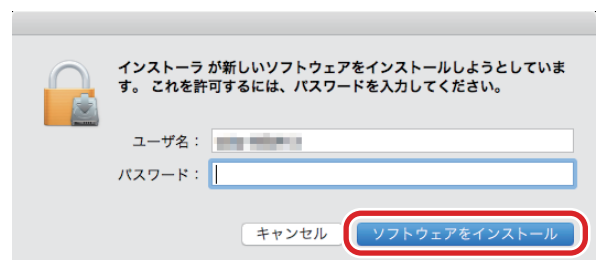 インストーラ が新しいソフトウェアをインストールしようとしていま
す。 これを許可するには、パスワードを入力してください。
ユーザ名：
パスワード：
キャンセル ソフトウェアをインストール